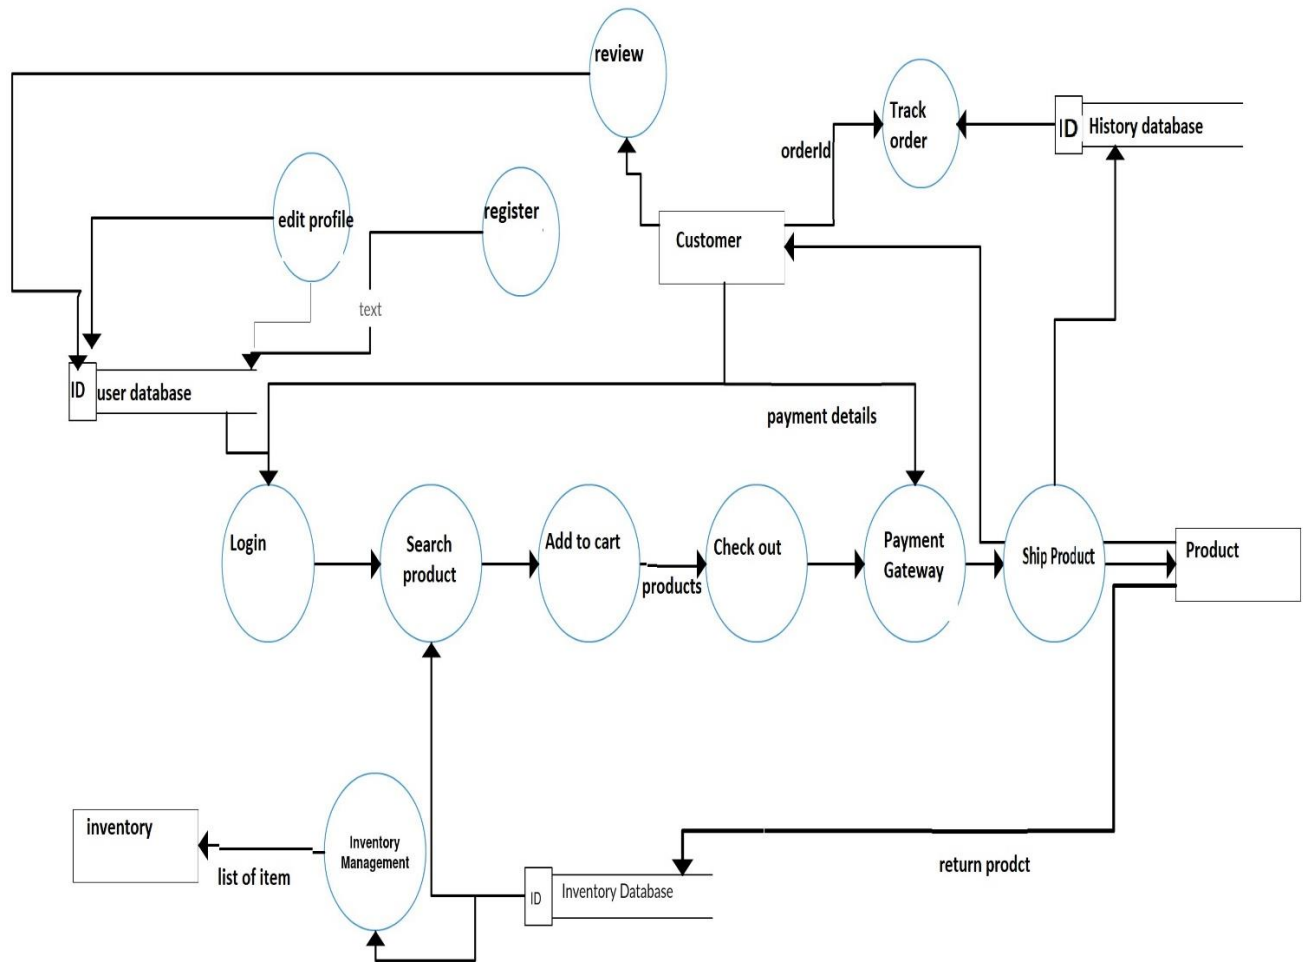 review
Track
order
orderId
ID
History database
edit profile
register
Customer
text
ID
user database
payment details
Login
Search
product
Add to cart
products
Check out
Payment
Gateway
Ship Product
Product
inventory
list of item
Inventory
Management
ID
Inventory Database
return prodct